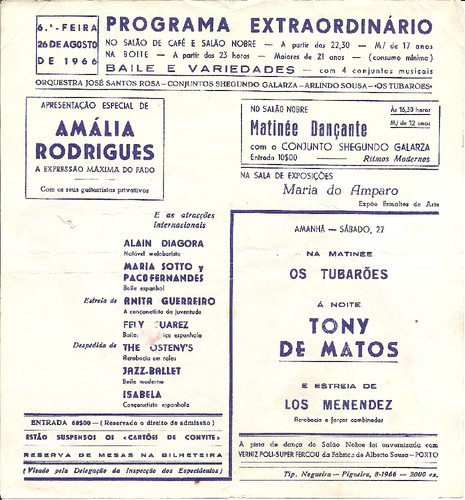 6.ª-FEIRA
26 DE AGOSTO
DE 1966
PROGRAMA EXTRAORDINÁRIO
NO SALÃO DE CAFÉ E SALÃO NOBRE — A partir das 22,30 — M/ de 17 anos
NA BOITE — A partir das 23 horas — Maiores de 21 anos — (consumo mínimo)
BAILE E VARIEDADES — com 4 conjuntos musicais
ORQUESTRA JOSÉ SANTOS ROSA—CONJUNTOS SHEGUNDO GALARZA—ARLINDO SOUSA—«OS TUBARÕES»
APRESENTAÇÃO ESPECIAL DE
AMÁLIA
RODRIGUES
A EXPRESSÃO MÁXIMA DO FADO
Com os seus guitarristas privativos
NO SALÃO NOBRE
Às 16,30 horas
M/ de 12 anos
Matinée Dançante
com o CONJUNTO SHEGUNDO GALARZA
Entrada 10$00 — Ritmos Modernos
NA SALA DE EXPOSIÇÕES
Maria do Amparo
Expõe Esmaltes de Arte
E as atracções
internacionais
ALAIN DIAGORA
Notável malabarista
MARIA SOTTO y
PACO FERNANDES
Baile espanhol
Estreia de ANITA GUERREIRO
A cançonetista da juventude
FELY SUAREZ
Baile espanhola
Despedida de THE OSTENY'S
Acrobacia em rolos
JAZZ-BALLET
Baile moderno
ISABELA
Cançonetista espanhola
AMANHÃ — SÁBADO, 27
NA MATINÉE
OS TUBARÕES
À NOITE
TONY
DE MATOS
E ESTREIA DE
LOS MENENDEZ
Acrobacia e forças combinadas
ENTRADA 60$00 — (Reservado o direito de admissão)
ESTÃO SUSPENSOS OS «CARTÕES DE CONVITE»
RESERVA DE MESAS NA BILHETEIRA
(Visado pela Delegação da Inspecção dos Espectáculos)
A pista de dança do Salão Nobre foi envernizada com
VERNIZ POLI-SUPER FERCOU da Fábrica de Alberto Sousa—PORTO
Tip. Nogueira — Figueira, 8-1966 — 2000 ex.